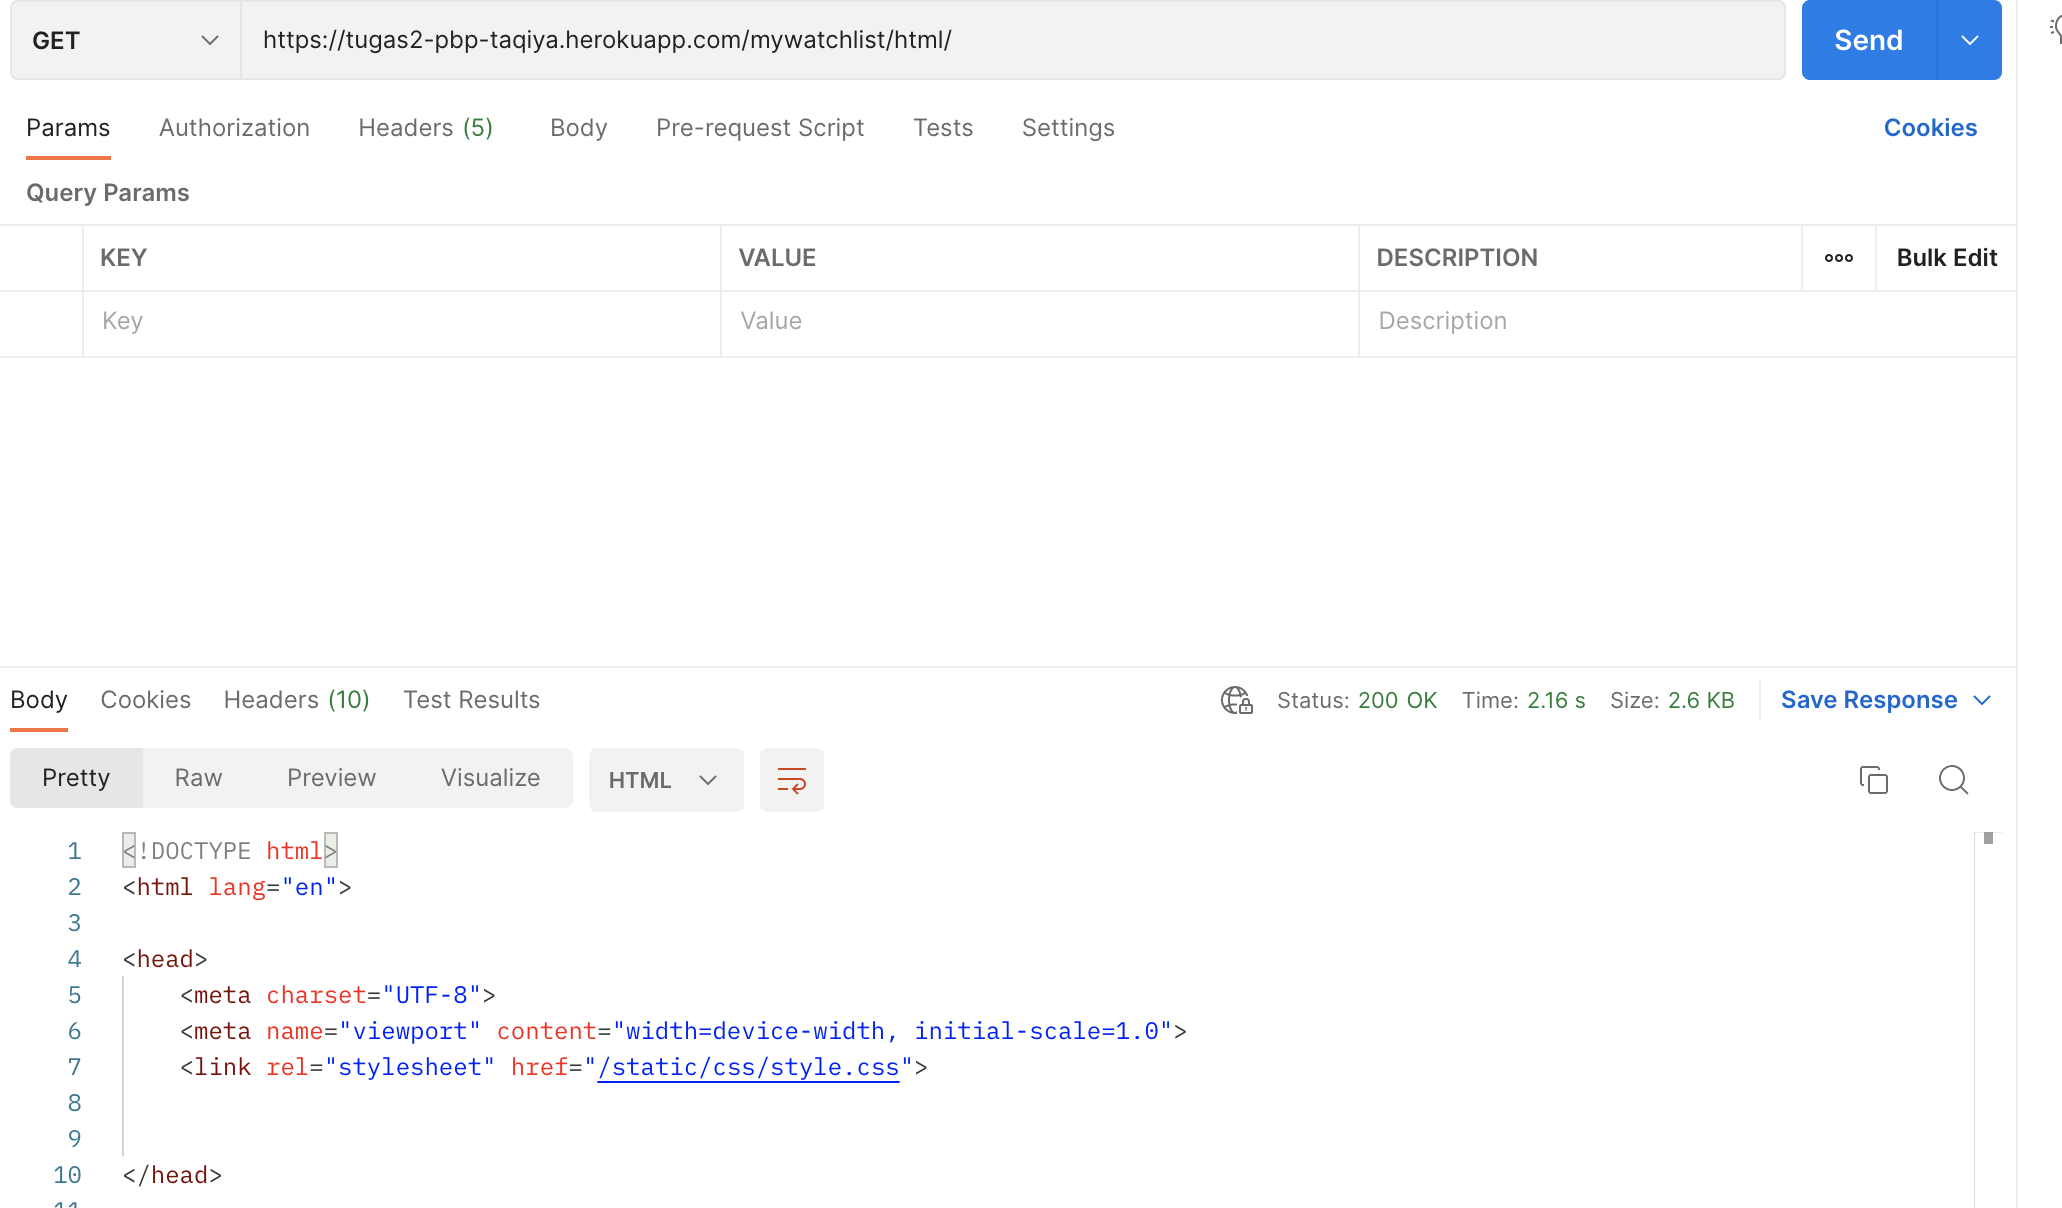 GET https://tugas2-pbp-taqiya.herokuapp.com/mywatchlist/html/ Send
Params Authorization Headers (5) Body Pre-request Script Tests Settings Cookies
Query Params
KEY VALUE DESCRIPTION ooo Bulk Edit
Key Value Description
Body Cookies Headers (10) Test Results Status: 200 OK Time: 2.16 s Size: 2.6 KB Save Response
Pretty Raw Preview Visualize HTML
1 <!DOCTYPE html>
2 <html lang="en">
3
4 <head>
5 <meta charset="UTF-8">
6 <meta name="viewport" content="width=device-width, initial-scale=1.0">
7 <link rel="stylesheet" href="/static/css/style.css">
8
9
10 </head>